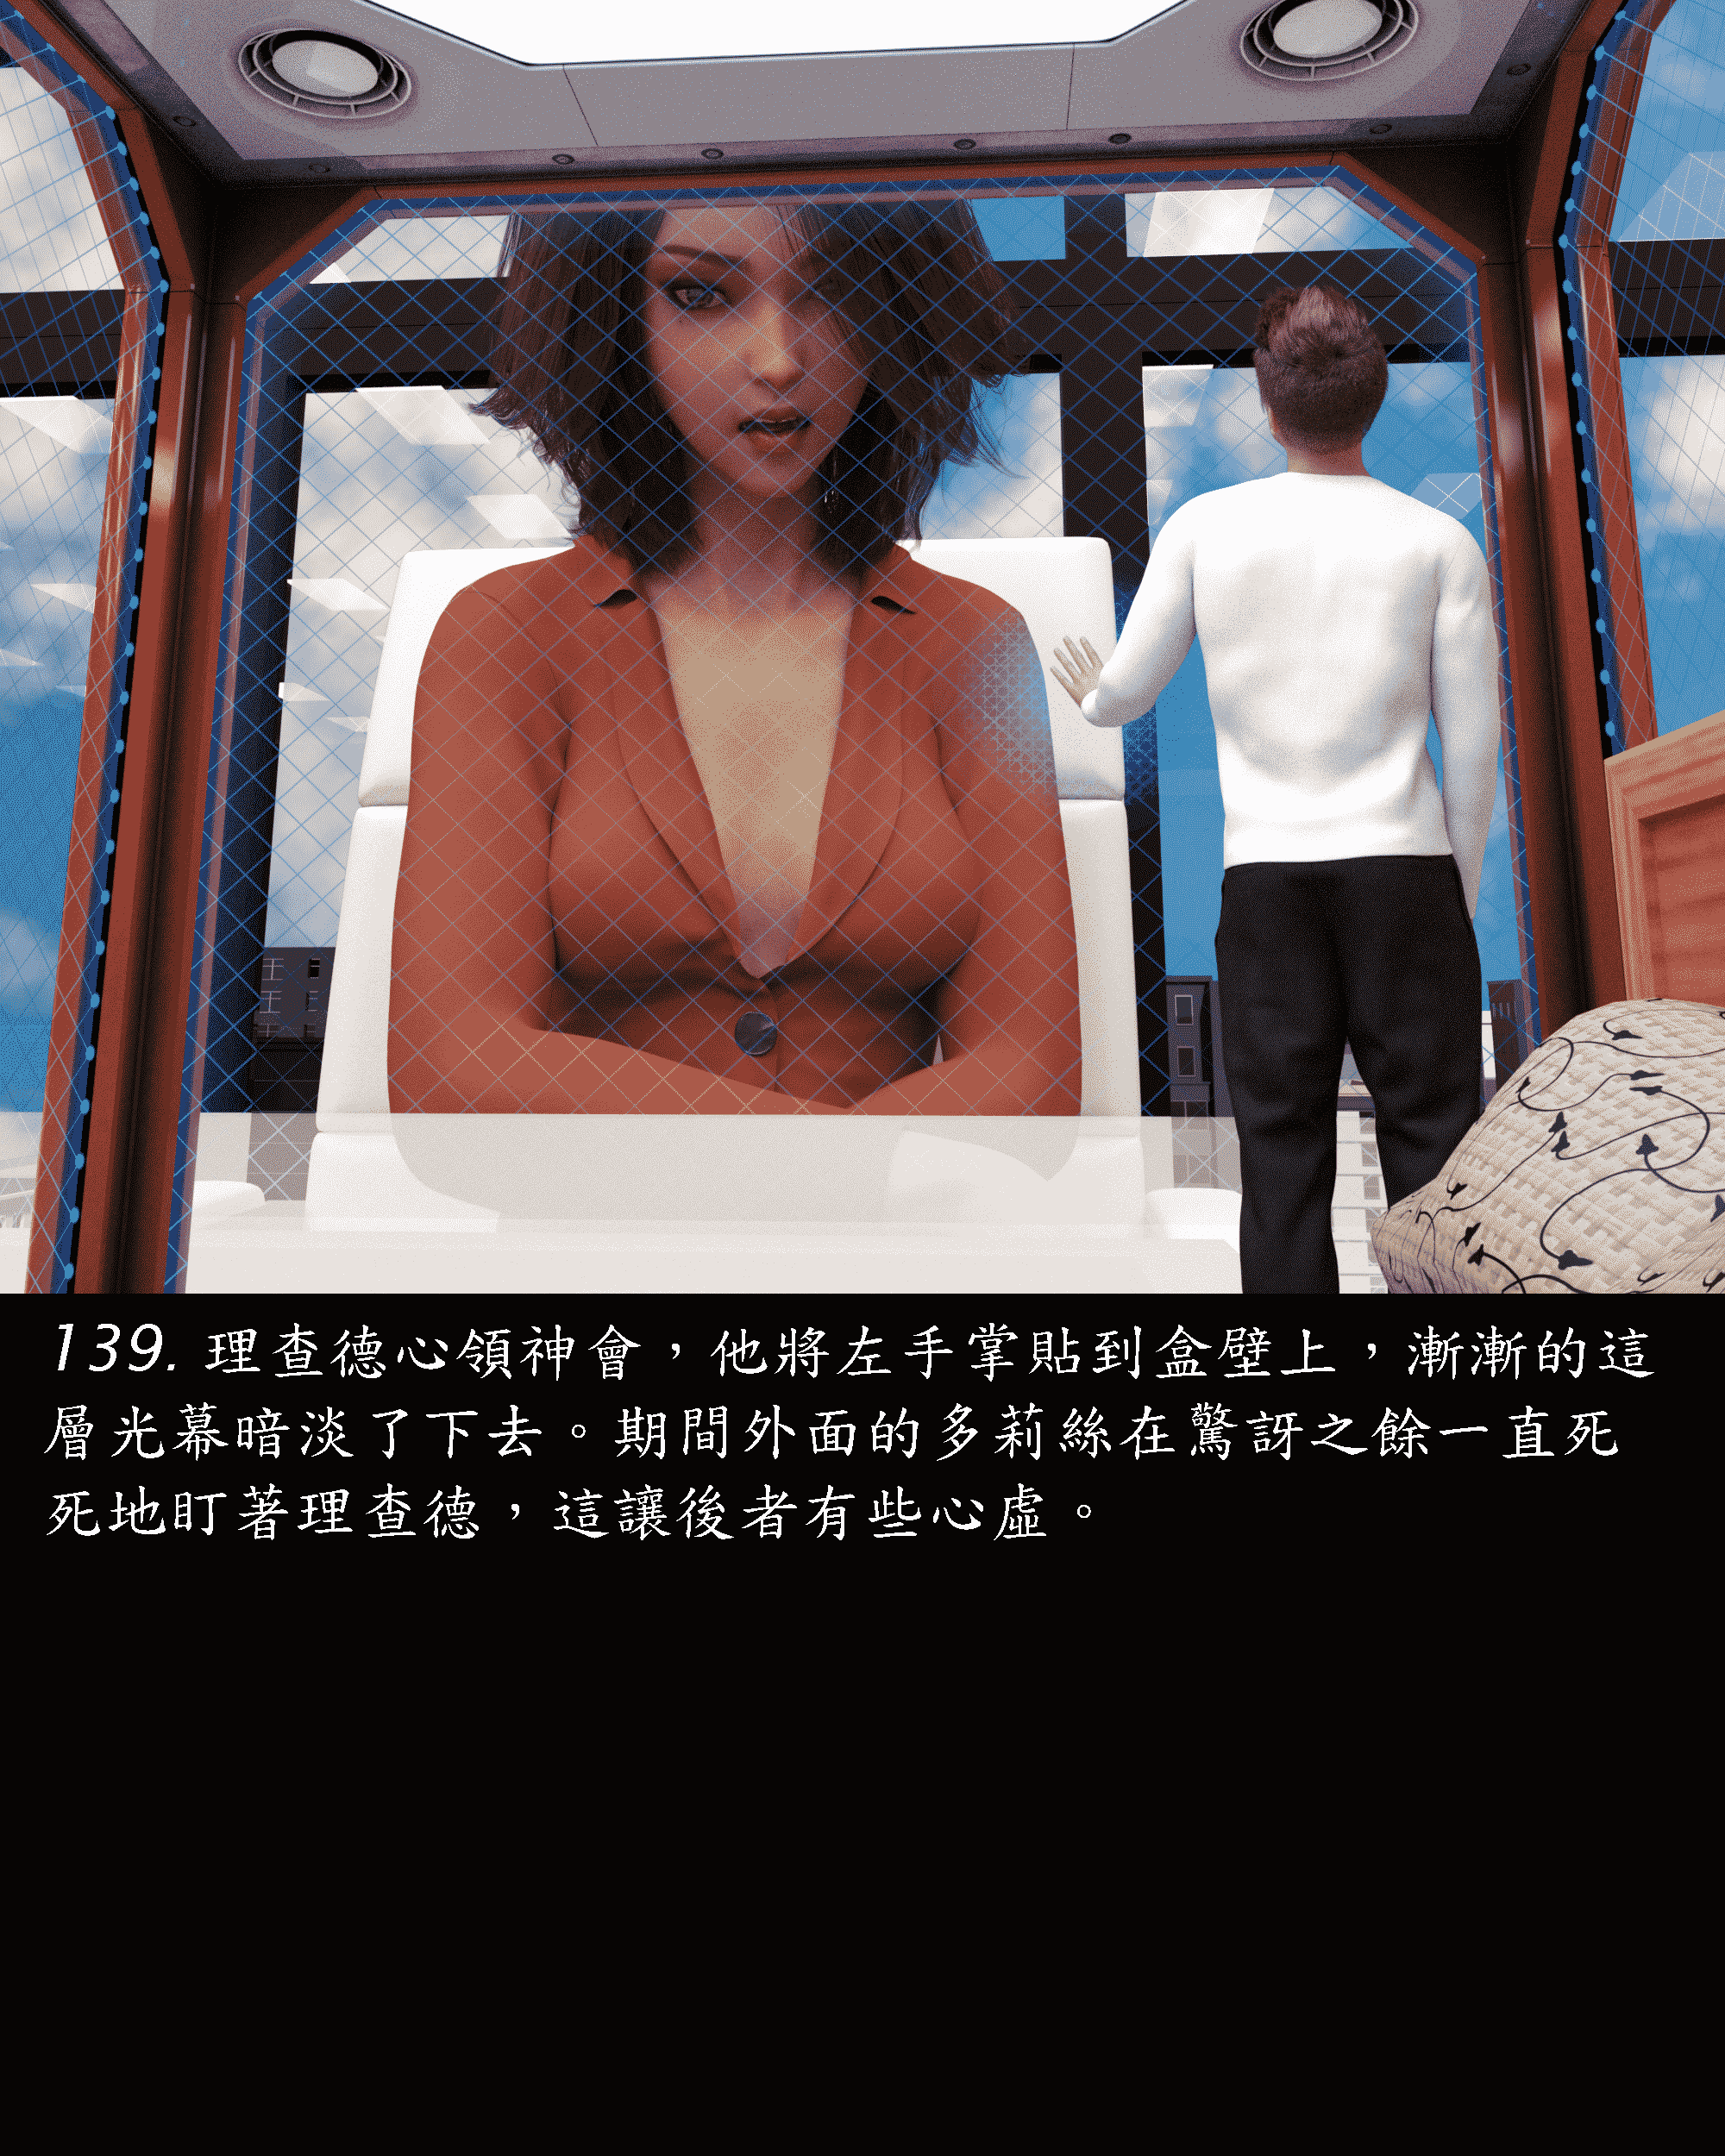 139. 理查德心領神會，他將左手掌貼到盒壁上，漸漸的這
層光幕暗淡了下去。期間外面的多莉絲在驚訝之餘一直死
死地盯著理查德，這讓後者有些心虛。